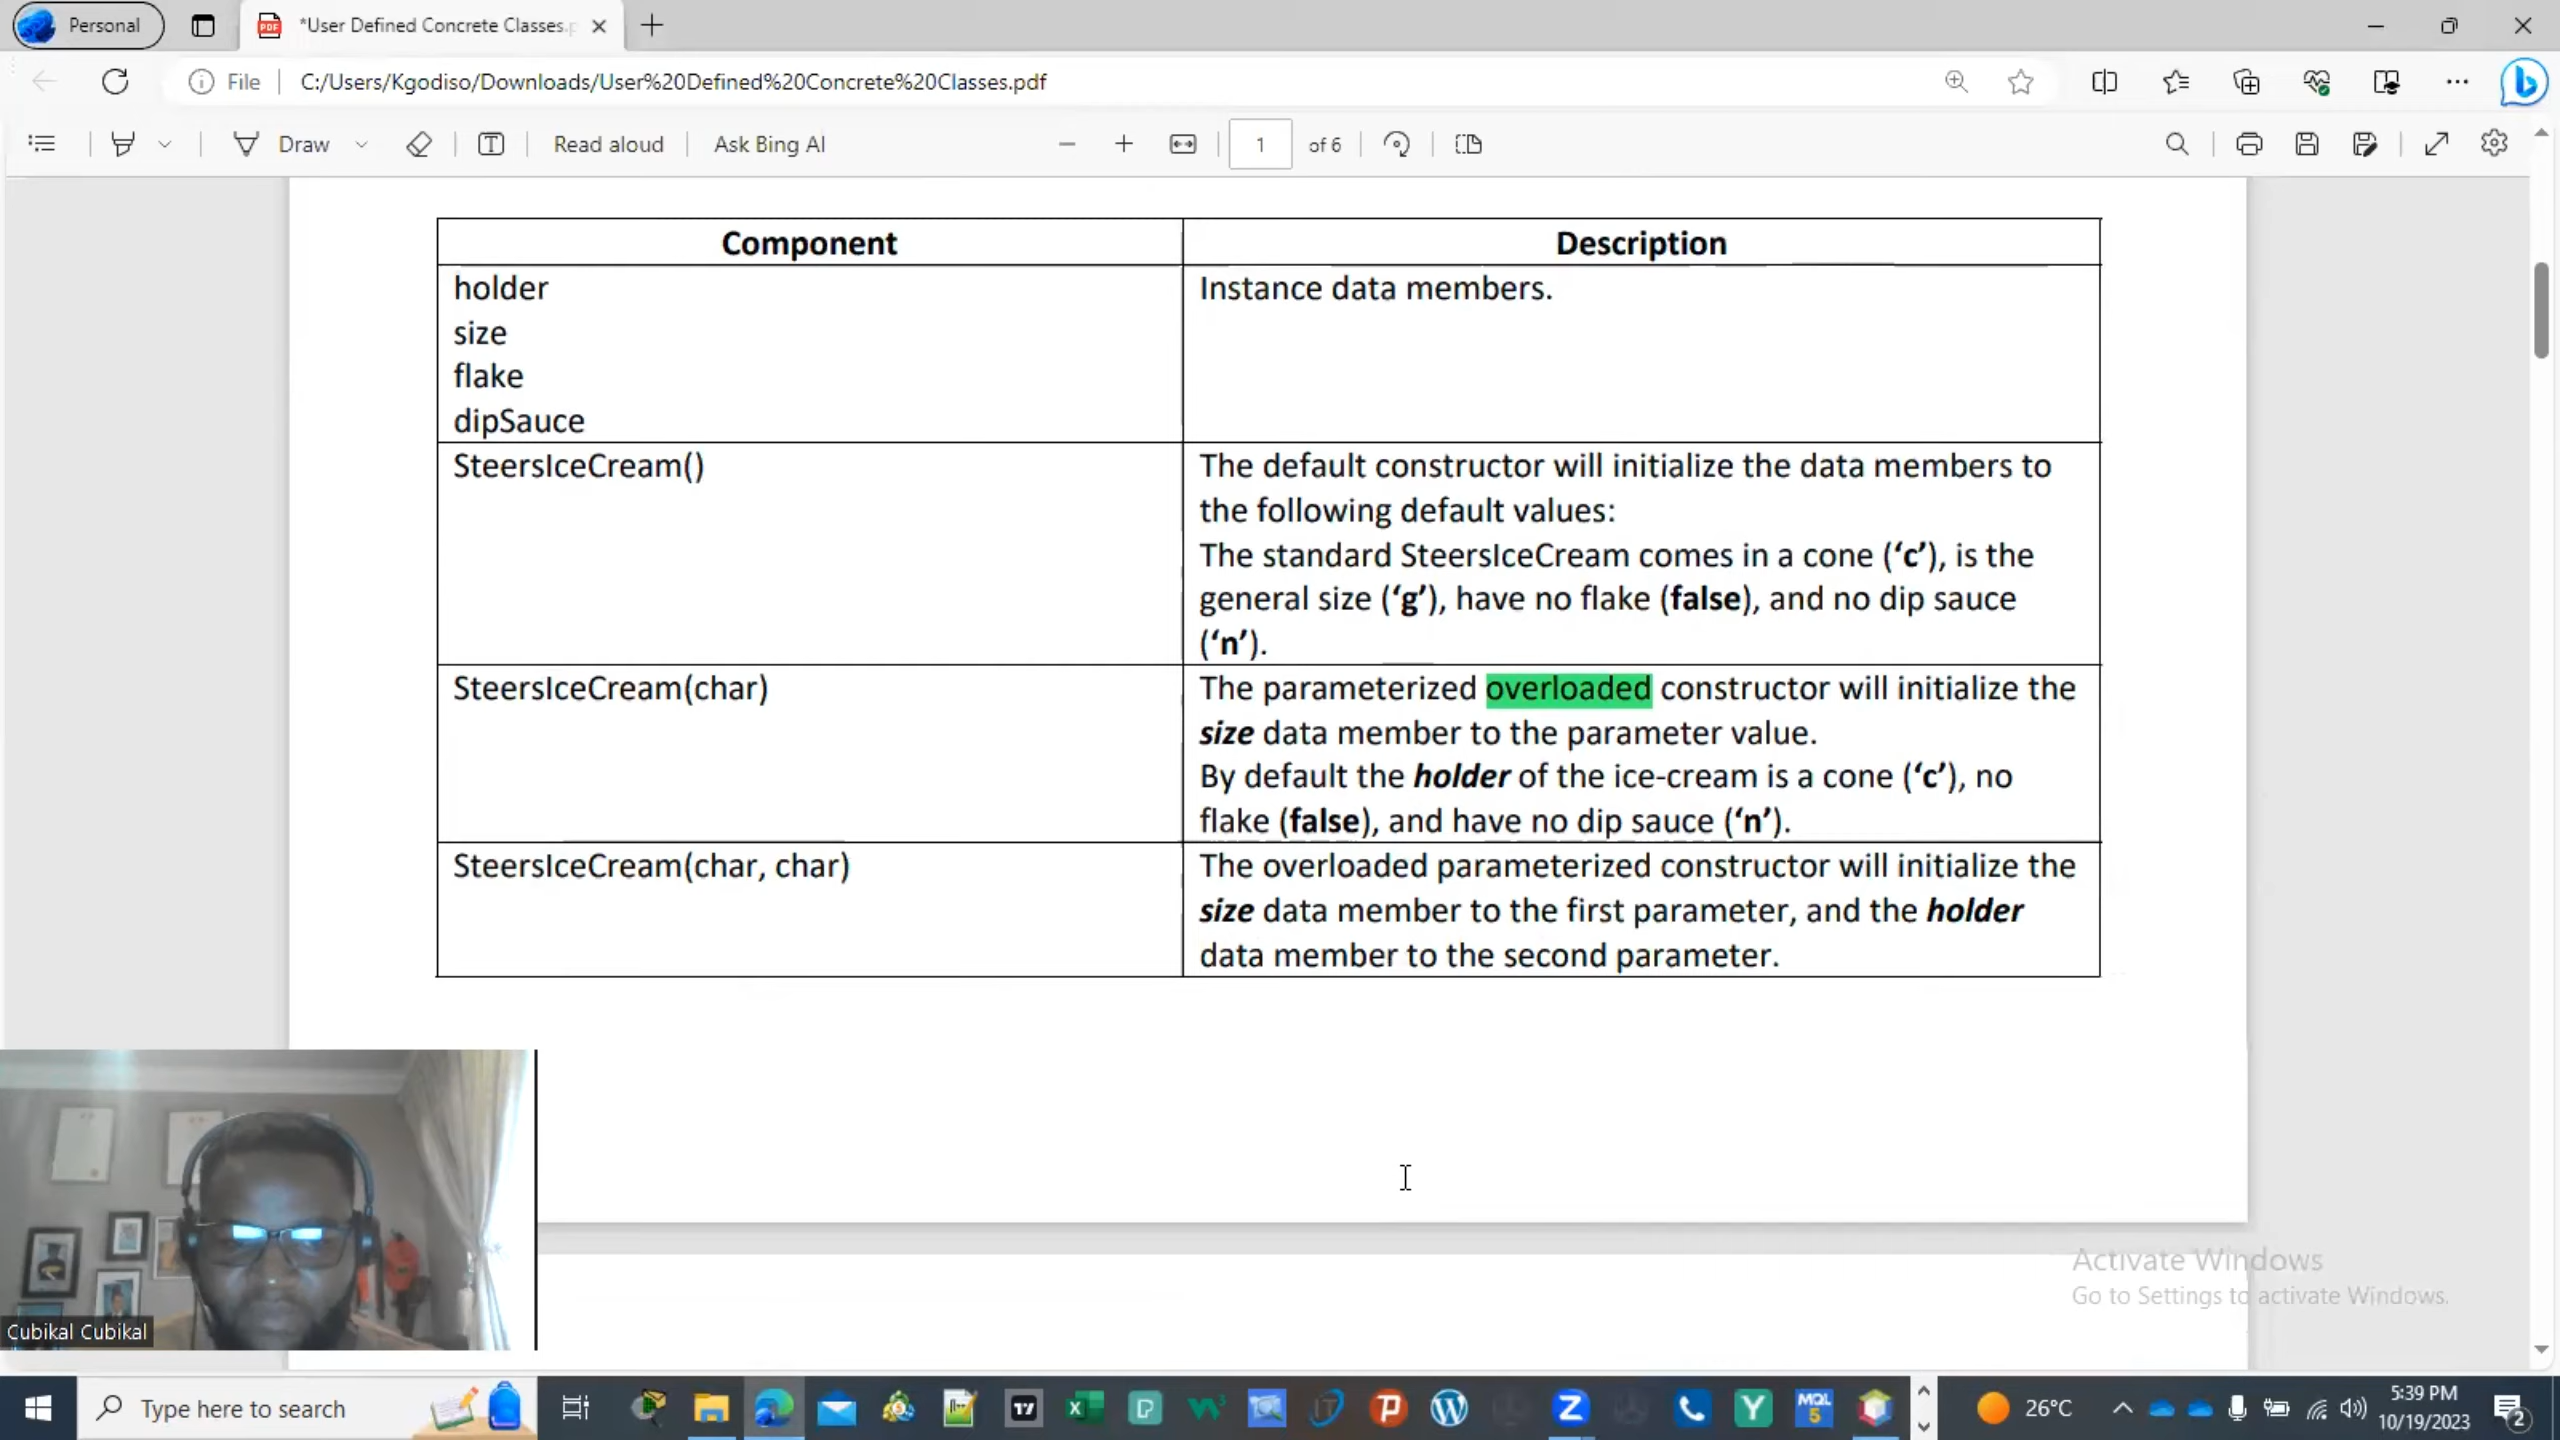 Personal
*User Defined Concrete Classes.p
File
C:/Users/Kgodiso/Downloads/User%20Defined%20Concrete%20Classes.pdf
Draw
Read aloud
Ask Bing AI
1
of 6
Component
Description
holder
size
flake
dipSauce
Instance data members.
SteersIceCream()
The default constructor will initialize the data members to
the following default values:
The standard SteersIceCream comes in a cone (‘c’), is the
general size (‘g’), have no flake (false), and no dip sauce
(‘n’).
SteersIceCream(char)
The parameterized overloaded constructor will initialize the
size data member to the parameter value.
By default the holder of the ice-cream is a cone (‘c’), no
flake (false), and have no dip sauce (‘n’).
SteersIceCream(char, char)
The overloaded parameterized constructor will initialize the
size data member to the first parameter, and the holder
data member to the second parameter.
Activate Windows
Go to Settings to activate Windows.
Cubikal Cubikal
Type here to search
26°C
5:39 PM
10/19/2023
2